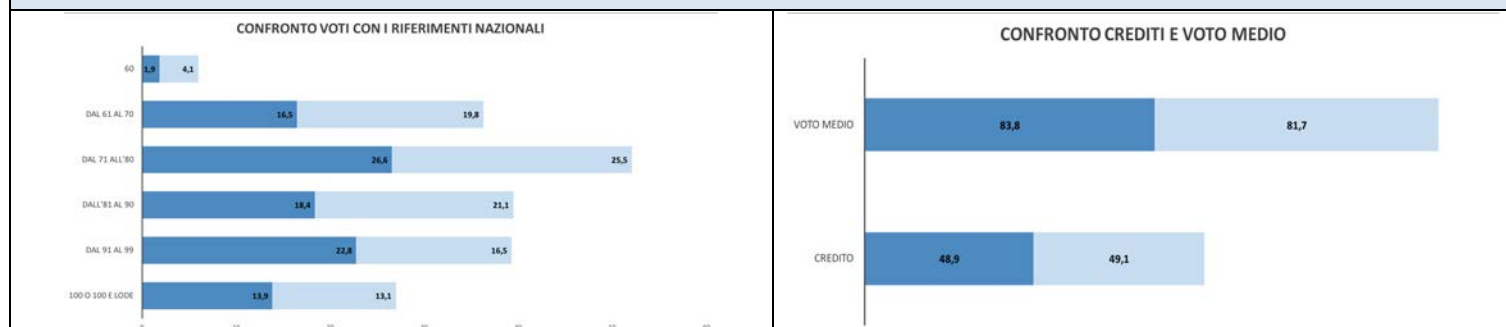 CONFRONTO VOTI CON I RIFERIMENTI NAZIONALI
60 1,9 4,1
DAL 61 AL 70 16,5 19,8
DAL 71 ALL'80 26,6 25,5
DALL'81 AL 90 18,4 21,1
DAL 91 AL 99 22,8 16,5
100 O 100 E LODE 13,9 13,1
CONFRONTO CREDITI E VOTO MEDIO
VOTO MEDIO 83,8 81,7
CREDITO 48,9 49,1